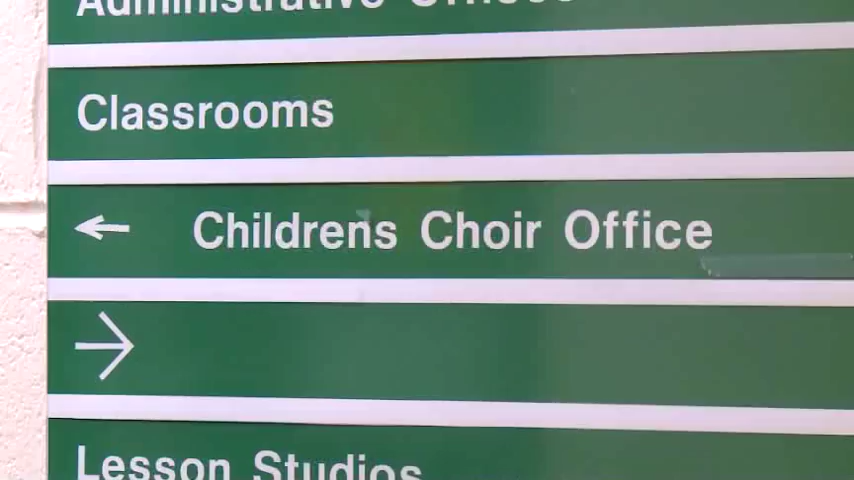 Administrative Offices
Classrooms
← Childrens Choir Office
→
Lesson Studios